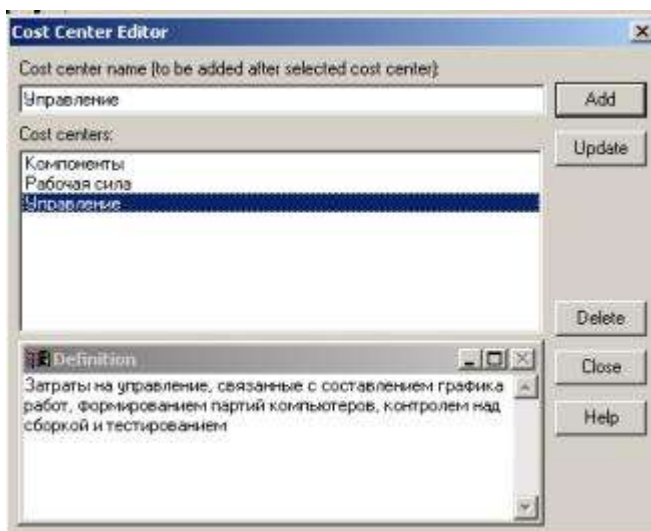 Cost Center Editor
Cost center name (to be added after selected cost center):
Управление
Add
Cost centers:
Update
Компоненты
Рабочая сила
Управление
Delete
Definition
Close
Затраты на управление, связанные с составлением графика
работ, формированием партий компьютеров, контролем над
сборкой и тестированием
Help